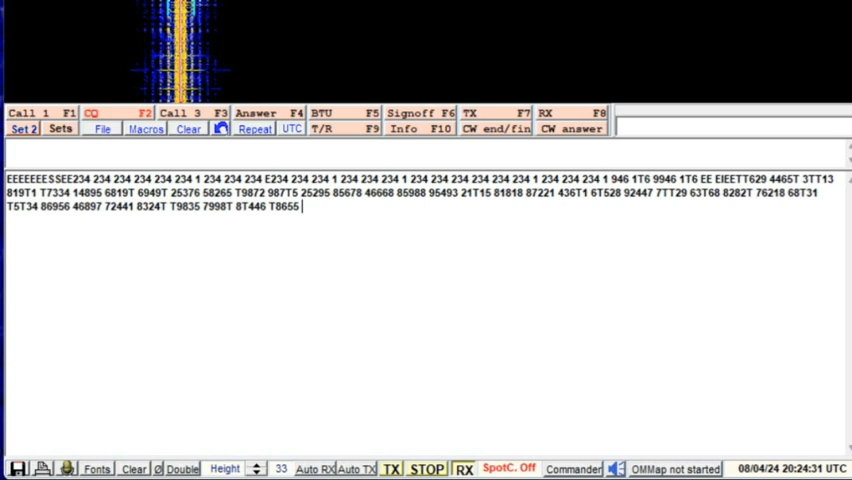 Call 1 F1 CQ F2 Call 3 F3 Answer F4 BTU F5 Signoff F6 TX F7 RX F8
Set 2 Sets File Macros Clear Repeat UTC T/R F9 Info F10 CW end/fin CW answer
EEEEEEESSEE234 234 234 234 234 234 1 234 234 234 234 E234 234 234 1 234 234 234 1 234 234 234 234 234 234 1 234 234 234 1 946 1T6 9946 1T6 EE EIEETT629 4465T 3TT13
819T1 T7334 14895 6819T 6949T 25376 58265 T9872 987T5 25295 85678 46668 85988 95493 21T15 81818 87221 436T1 6T528 92447 7TT29 63T68 8282T 76218 68T31
T5T34 86956 46897 72441 8324T T9835 7998T 8T446 T8655
Fonts Clear Ø Double Height 33 Auto RX Auto TX TX STOP RX SpotC. Off Commander OMMap not started 08/04/24 20:24:31 UTC